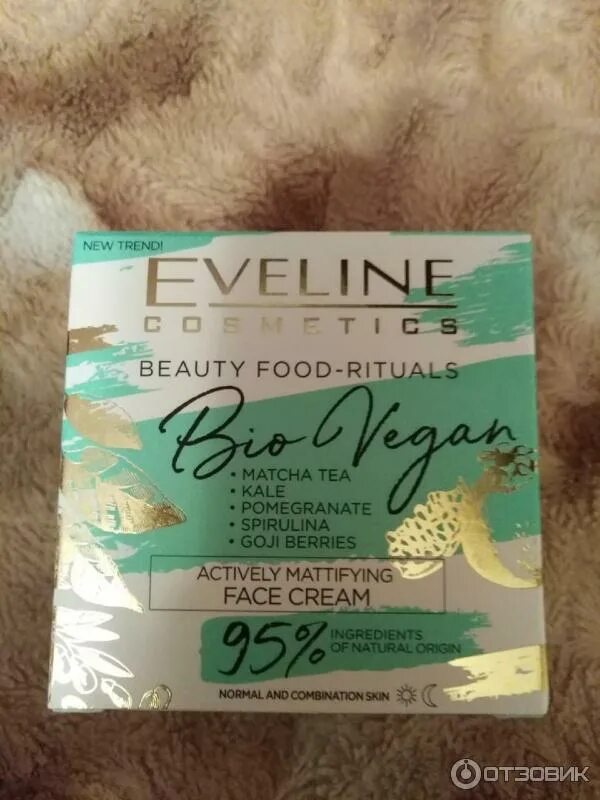 NEW TREND!
EVELINE
COSMETICS
BEAUTY FOOD-RITUALS
Bio Vegan
• MATCHA TEA
• KALE
• POMEGRANATE
• SPIRULINA
• GOJI BERRIES
ACTIVELY MATTIFYING
FACE CREAM
95% INGREDIENTS
OF NATURAL ORIGIN
NORMAL AND COMBINATION SKIN
ОТЗОВИК